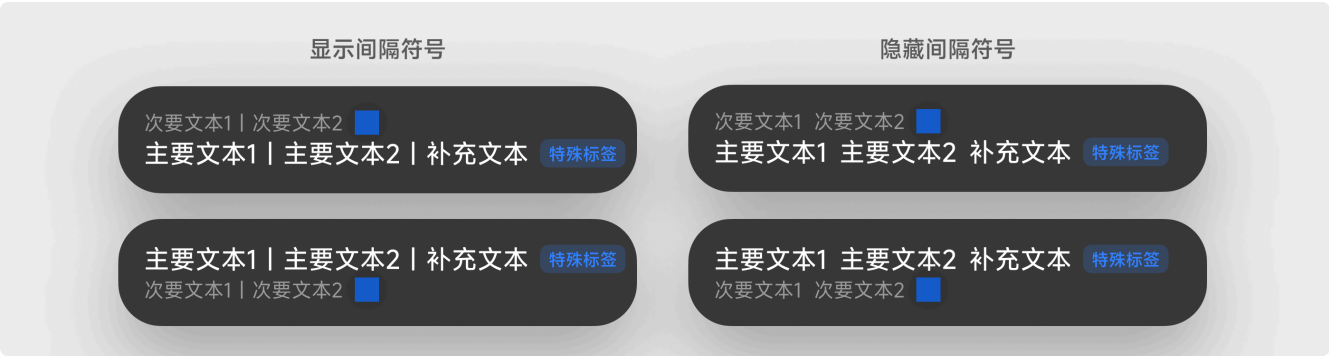 显示间隔符号
次要文本1丨次要文本2
主要文本1丨主要文本2丨补充文本 特殊标签
主要文本1丨主要文本2丨补充文本 特殊标签
次要文本1丨次要文本2
隐藏间隔符号
次要文本1 次要文本2
主要文本1 主要文本2 补充文本 特殊标签
主要文本1 主要文本2 补充文本 特殊标签
次要文本1 次要文本2